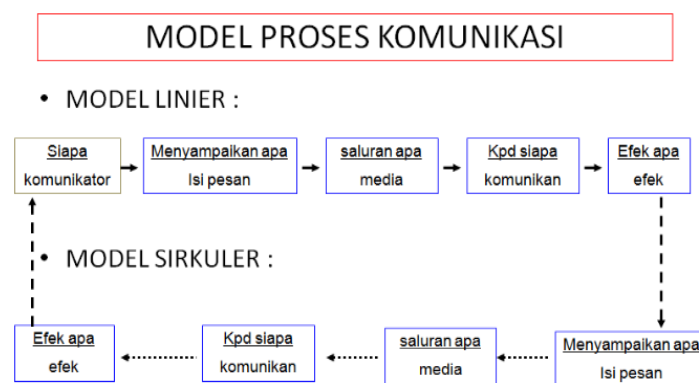 MODEL PROSES KOMUNIKASI
• MODEL LINIER :
Siapa
komunikator
Menyampaikan apa
Isi pesan
saluran apa
media
Kpd siapa
komunikan
Efek apa
efek
• MODEL SIRKULER :
Efek apa
efek
Kpd siapa
komunikan
saluran apa
media
Menyampaikan apa
Isi pesan